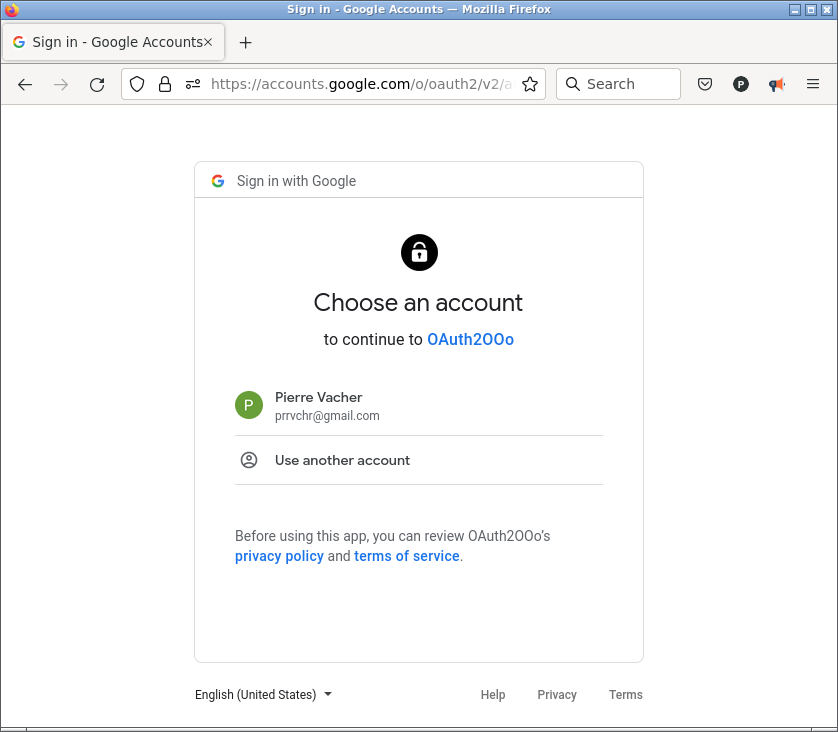 Sign in - Google Accounts — Mozilla Firefox
Sign in - Google Accounts
https://accounts.google.com/o/oauth2/v2/a
Search
P
Sign in with Google
Choose an account
to continue to OAuth2OOo
P
Pierre Vacher
prrvchr@gmail.com
Use another account
Before using this app, you can review OAuth2OOo’s
privacy policy and terms of service.
English (United States)
Help
Privacy
Terms